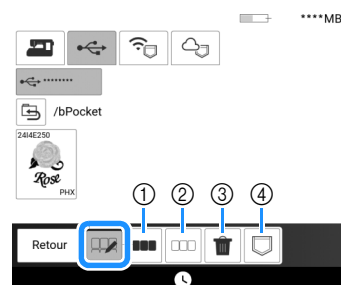 ****MB
********
/bPocket
24I4E250
Rose
PHX
① ② ③ ④
Retour